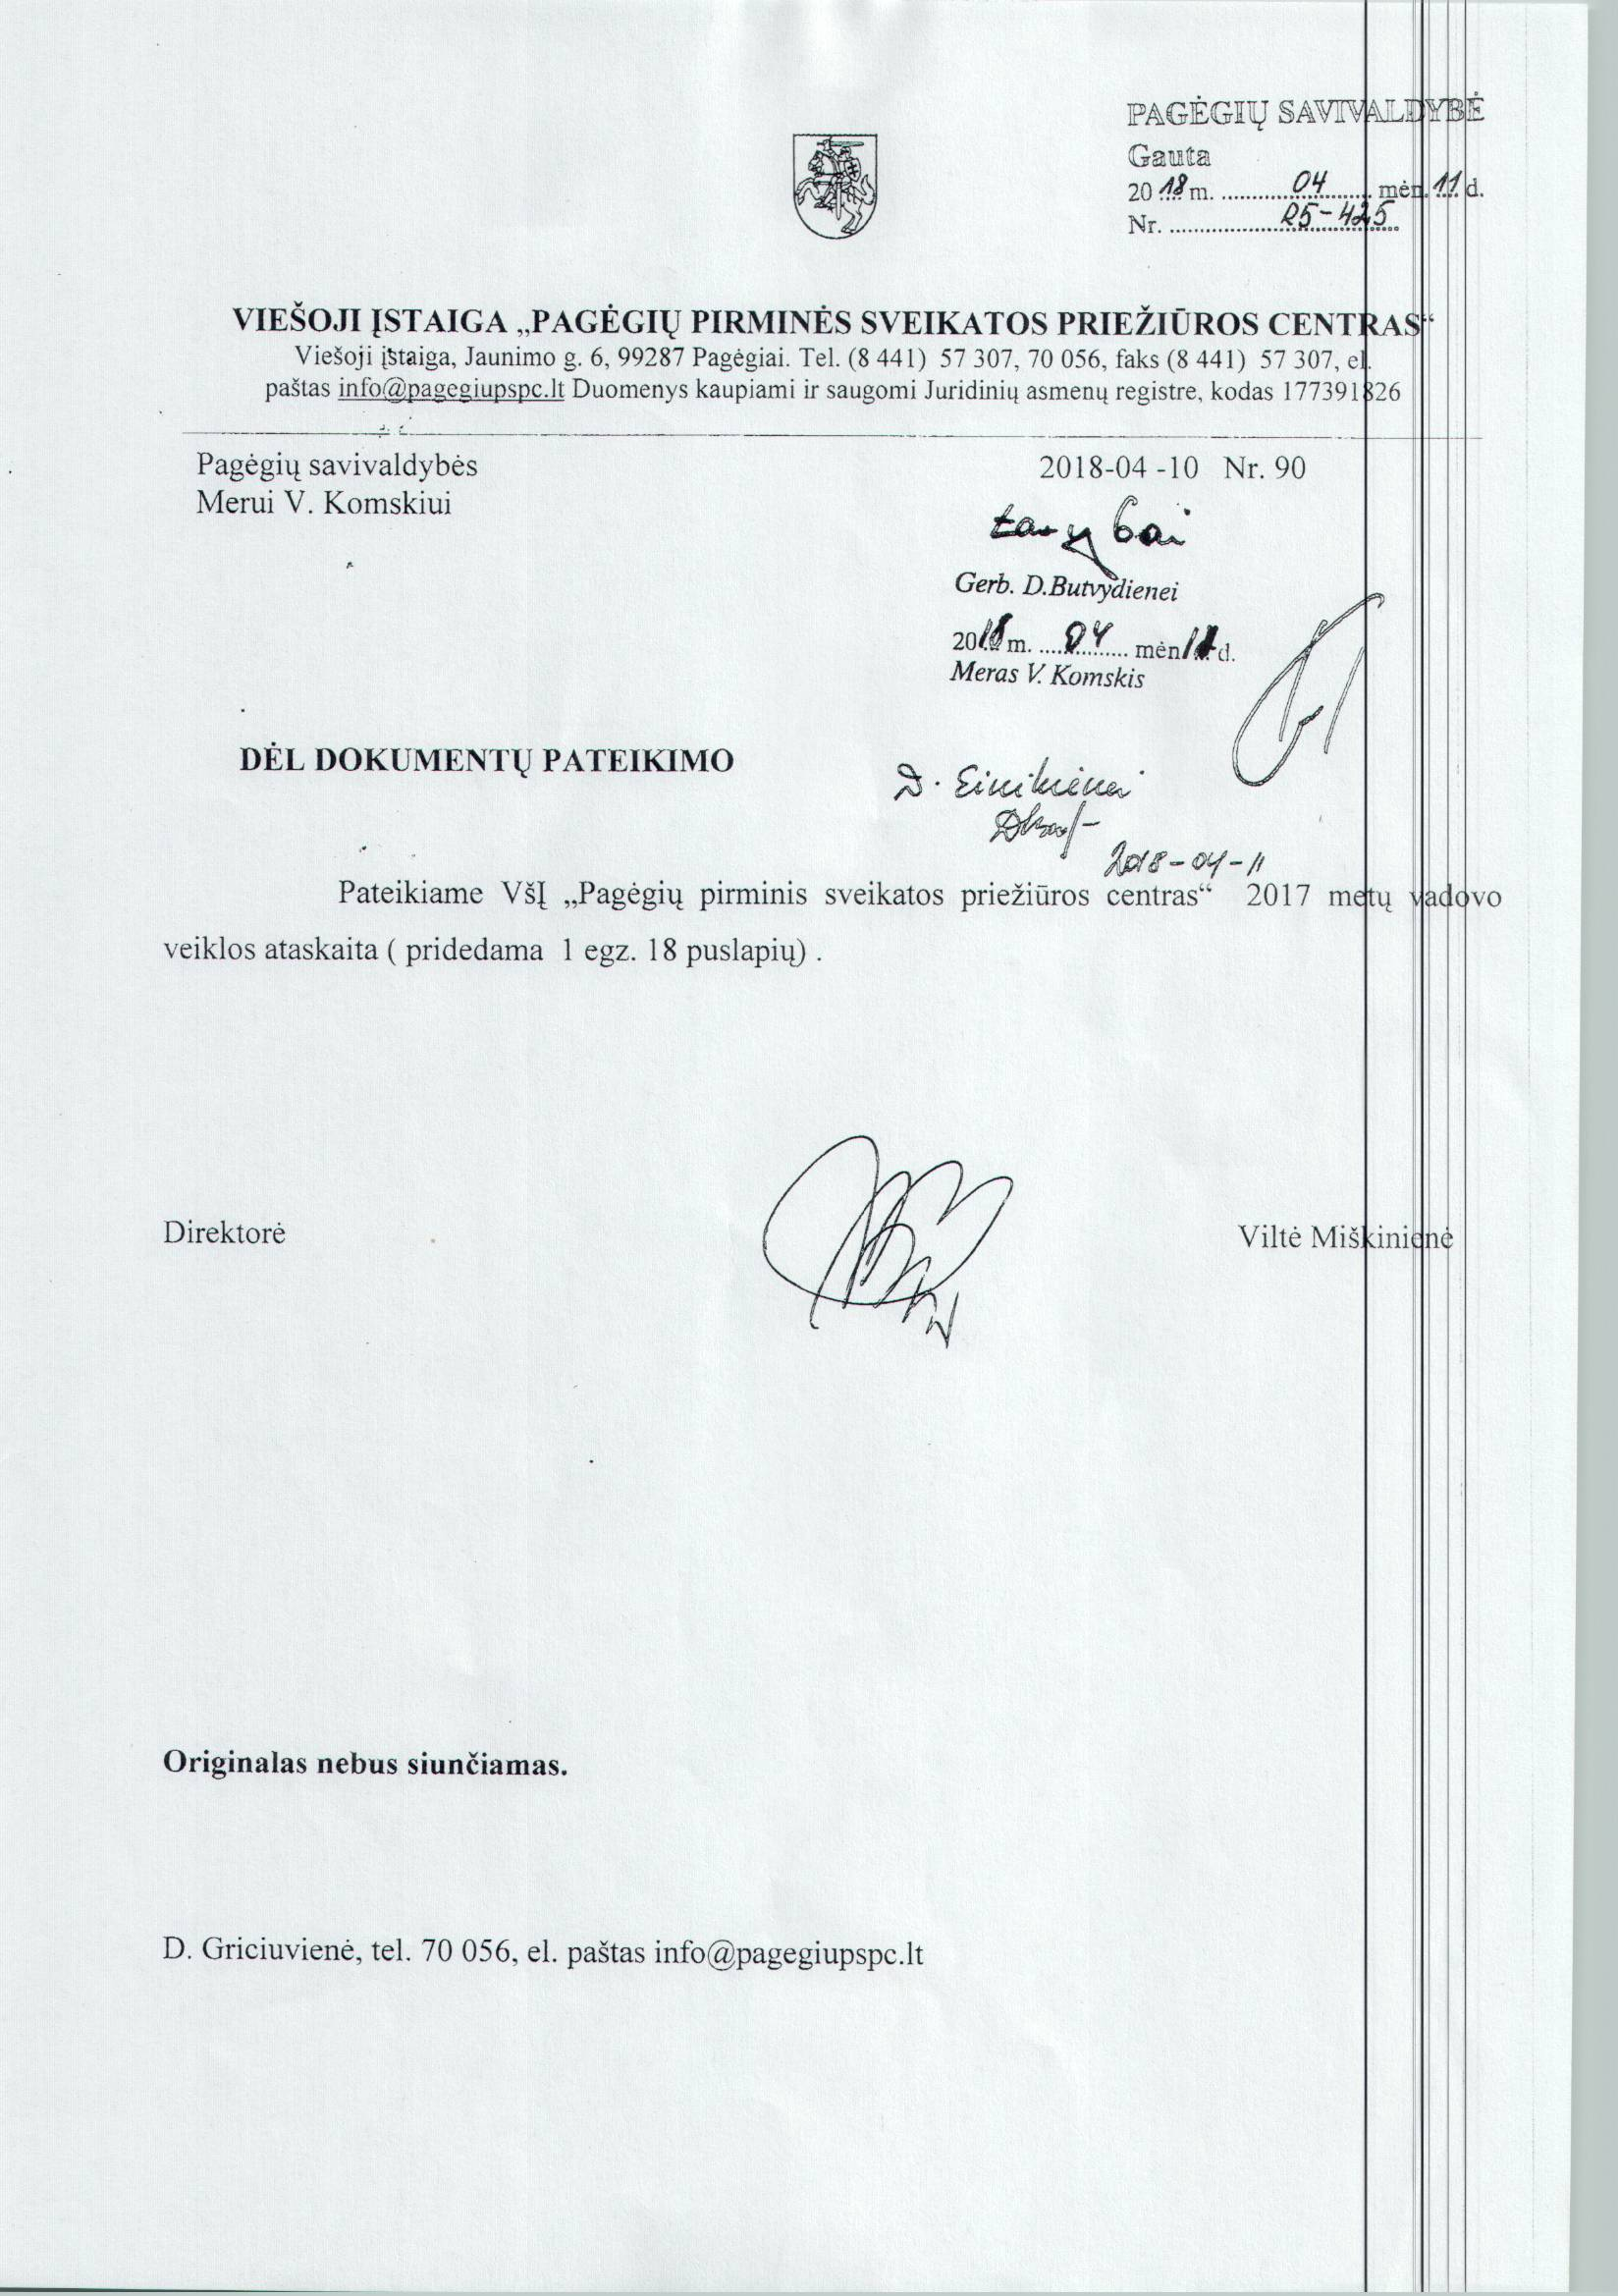 PAGĖGIŲ SAVIVALDYBĖ
Gauta
2018 m. 04 mėn. 11 d.
Nr. R5-425
VIEŠOJI ĮSTAIGA „PAGĖGIŲ PIRMINĖS SVEIKATOS PRIEŽIŪROS CENTRAS“
Viešoji įstaiga, Jaunimo g. 6, 99287 Pagėgiai. Tel. (8 441) 57 307, 70 056, faks (8 441) 57 307, el.
paštas info@pagegiupspc.lt Duomenys kaupiami ir saugomi Juridinių asmenų registre, kodas 177391826
Pagėgių savivaldybės
Merui V. Komskiui
2018-04 -10 Nr. 90
tarybai
Gerb. D.Butvydienei
2018 m. 04 mėn 11 d.
Meras V. Komskis
DĖL DOKUMENTŲ PATEIKIMO
D. Eininienei
2018-04-11
Pateikiame VšĮ „Pagėgių pirminis sveikatos priežiūros centras“ 2017 metų vadovo
veiklos ataskaita ( pridedama 1 egz. 18 puslapių) .
Direktorė
Viltė Miškinienė
Originalas nebus siunčiamas.
D. Griciuvienė, tel. 70 056, el. paštas info@pagegiupspc.lt